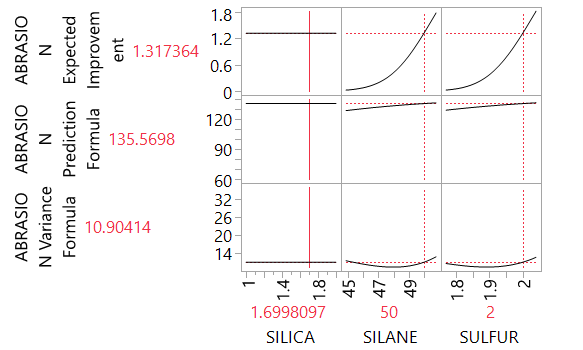 ABRASIO
N
Expected
Improvem
ent
1.317364
1.8
1.2
0.6
0
ABRASIO
N
Prediction
Formula
135.5698
120
90
60
ABRASIO
N Variance
Formula
10.90414
32
26
20
14
1
1.4
1.8
45
47
49
1.8
1.9
2
1.6998097
50
2
SILICA
SILANE
SULFUR